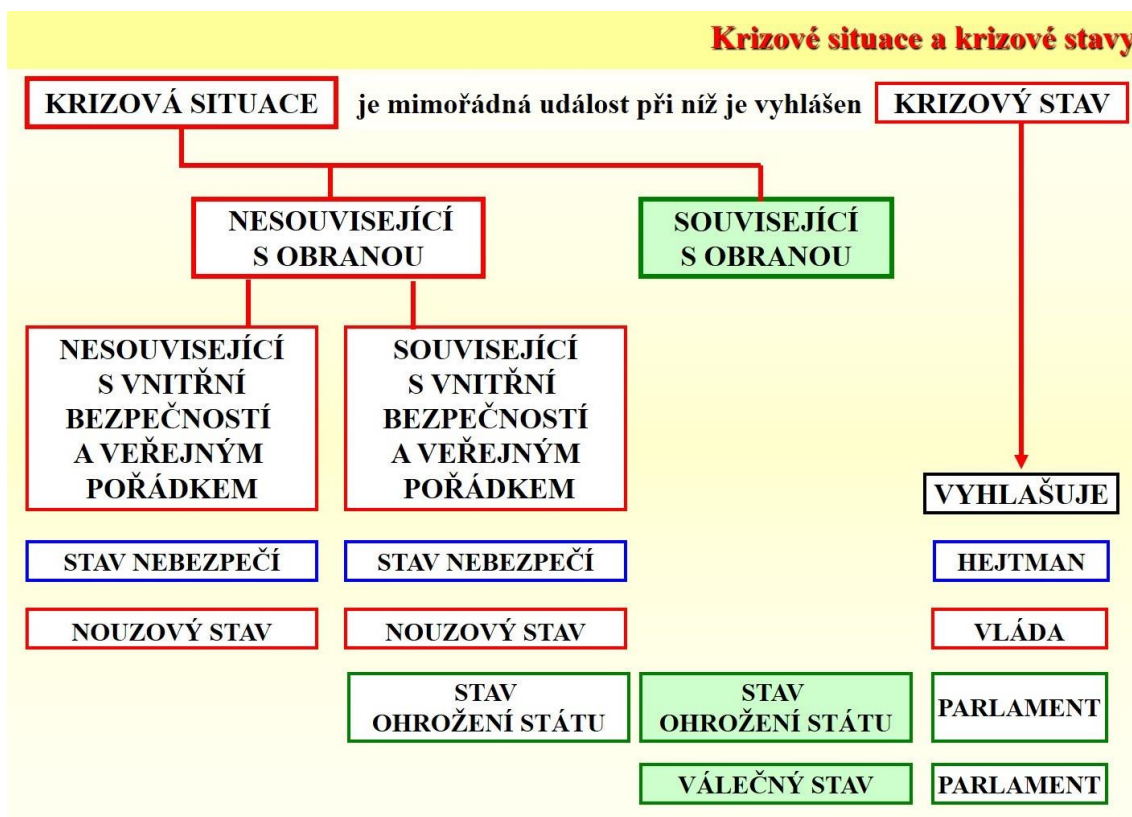 Krizové situace a krizové stavy
KRIZOVÁ SITUACE je mimořádná událost při níž je vyhlášen KRIZOVÝ STAV
NESOUVISEJÍCÍ
S OBRANOU
SOUVISEJÍCÍ
S OBRANOU
NESOUVISEJÍCÍ
S VNITŘNÍ
BEZPEČNOSTÍ
A VEŘEJNÝM
POŘÁDKEM
SOUVISEJÍCÍ
S VNITŘNÍ
BEZPEČNOSTÍ
A VEŘEJNÝM
POŘÁDKEM
VYHLAŠUJE
STAV NEBEZPEČÍ
STAV NEBEZPEČÍ
HEJTMAN
NOUZOVÝ STAV
NOUZOVÝ STAV
VLÁDA
STAV
OHROŽENÍ STÁTU
STAV
OHROŽENÍ STÁTU
PARLAMENT
VÁLEČNÝ STAV
PARLAMENT